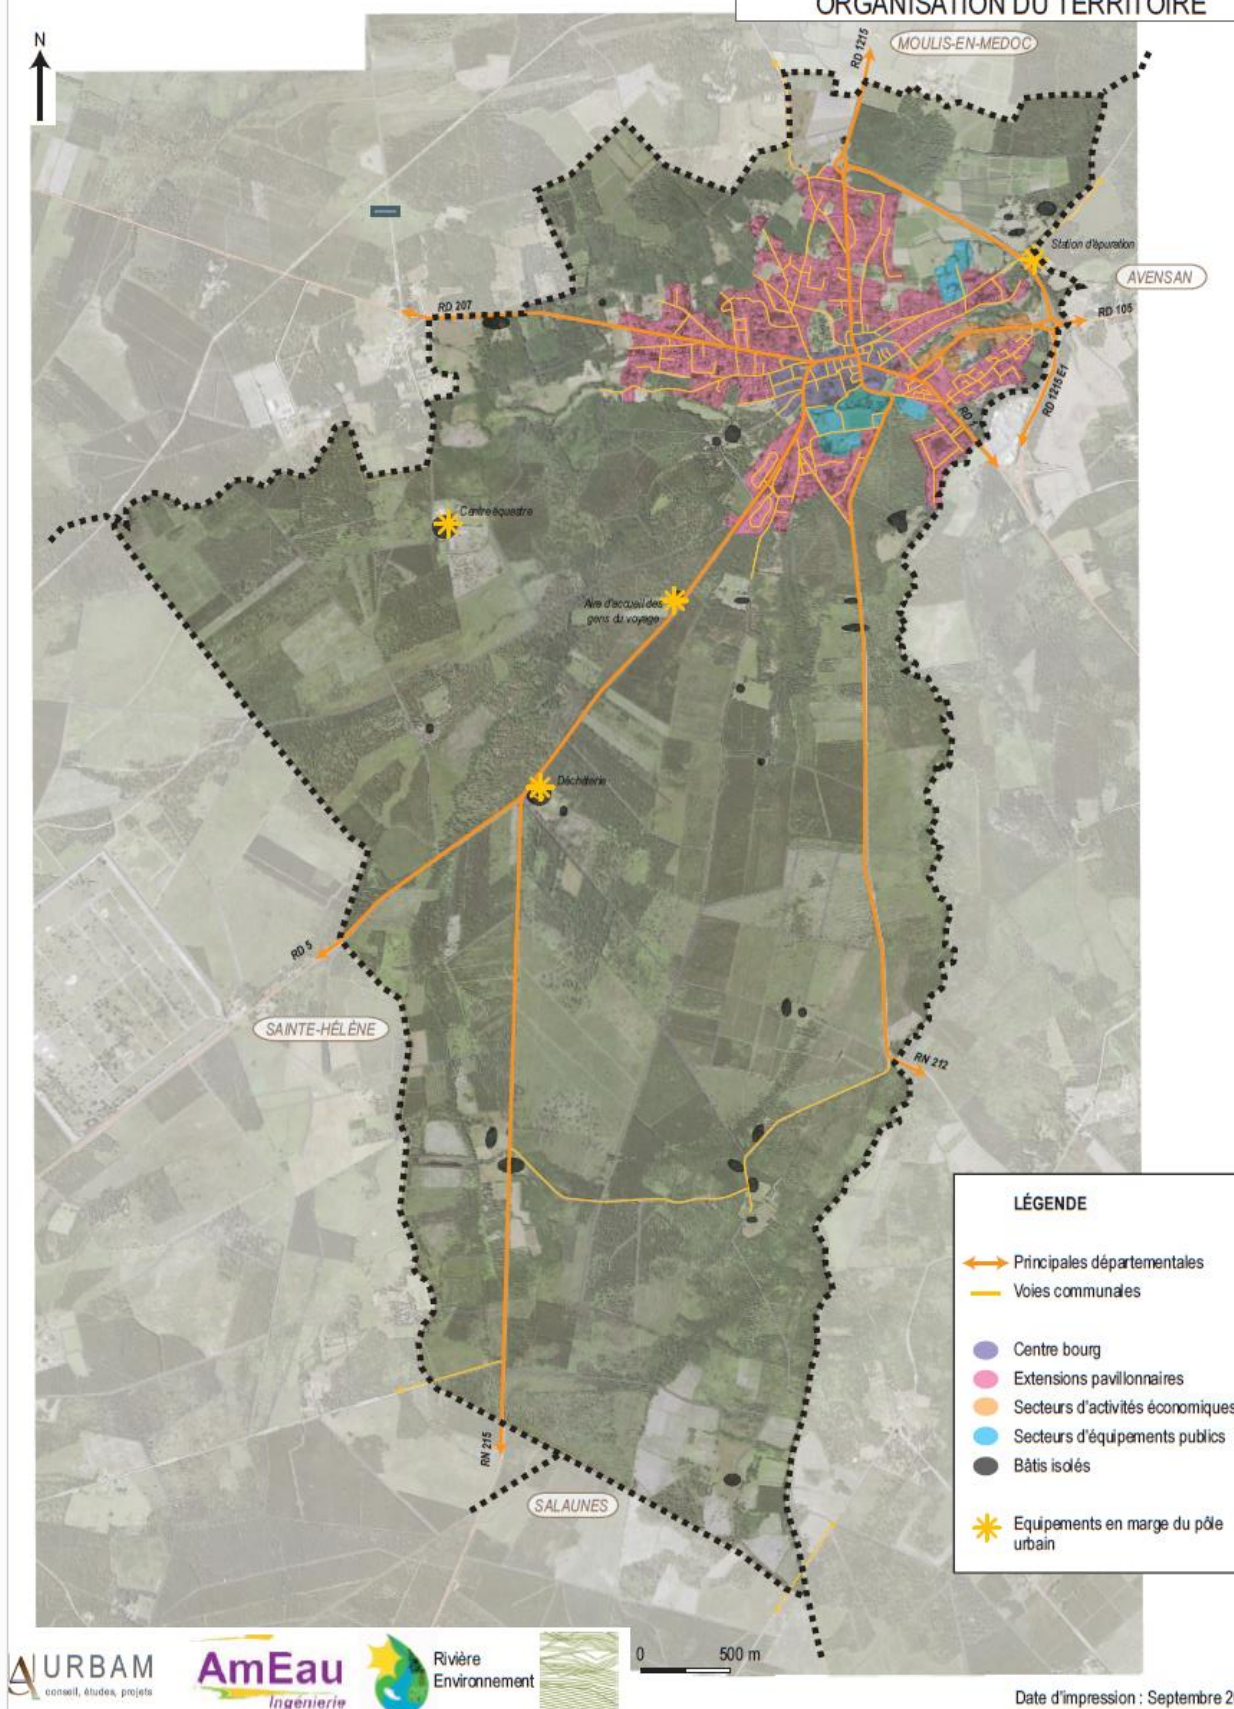 ORGANISATION DU TERRITOIRE
N
RD 1215
MOULIS-EN-MEDOC
Station d'épuration
AVENSAN
RD 207
RD 105
RD 1215 E1
RD
Centre équestre
Aire d'accueil des
gens du voyage
Déchèterie
RD 5
SAINTE-HÉLÈNE
RN 212
LÉGENDE
Principales départementales
Voies communales
Centre bourg
Extensions pavillonnaires
Secteurs d'activités économiques
Secteurs d'équipements publics
Bâtis isolés
Equipements en marge du pôle
urbain
RN 215
SALAUNES
URBAM
conseil, études, projets
AmEau
Ingénierie
Rivière
Environnement
0 500 m
Date d'impression : Septembre